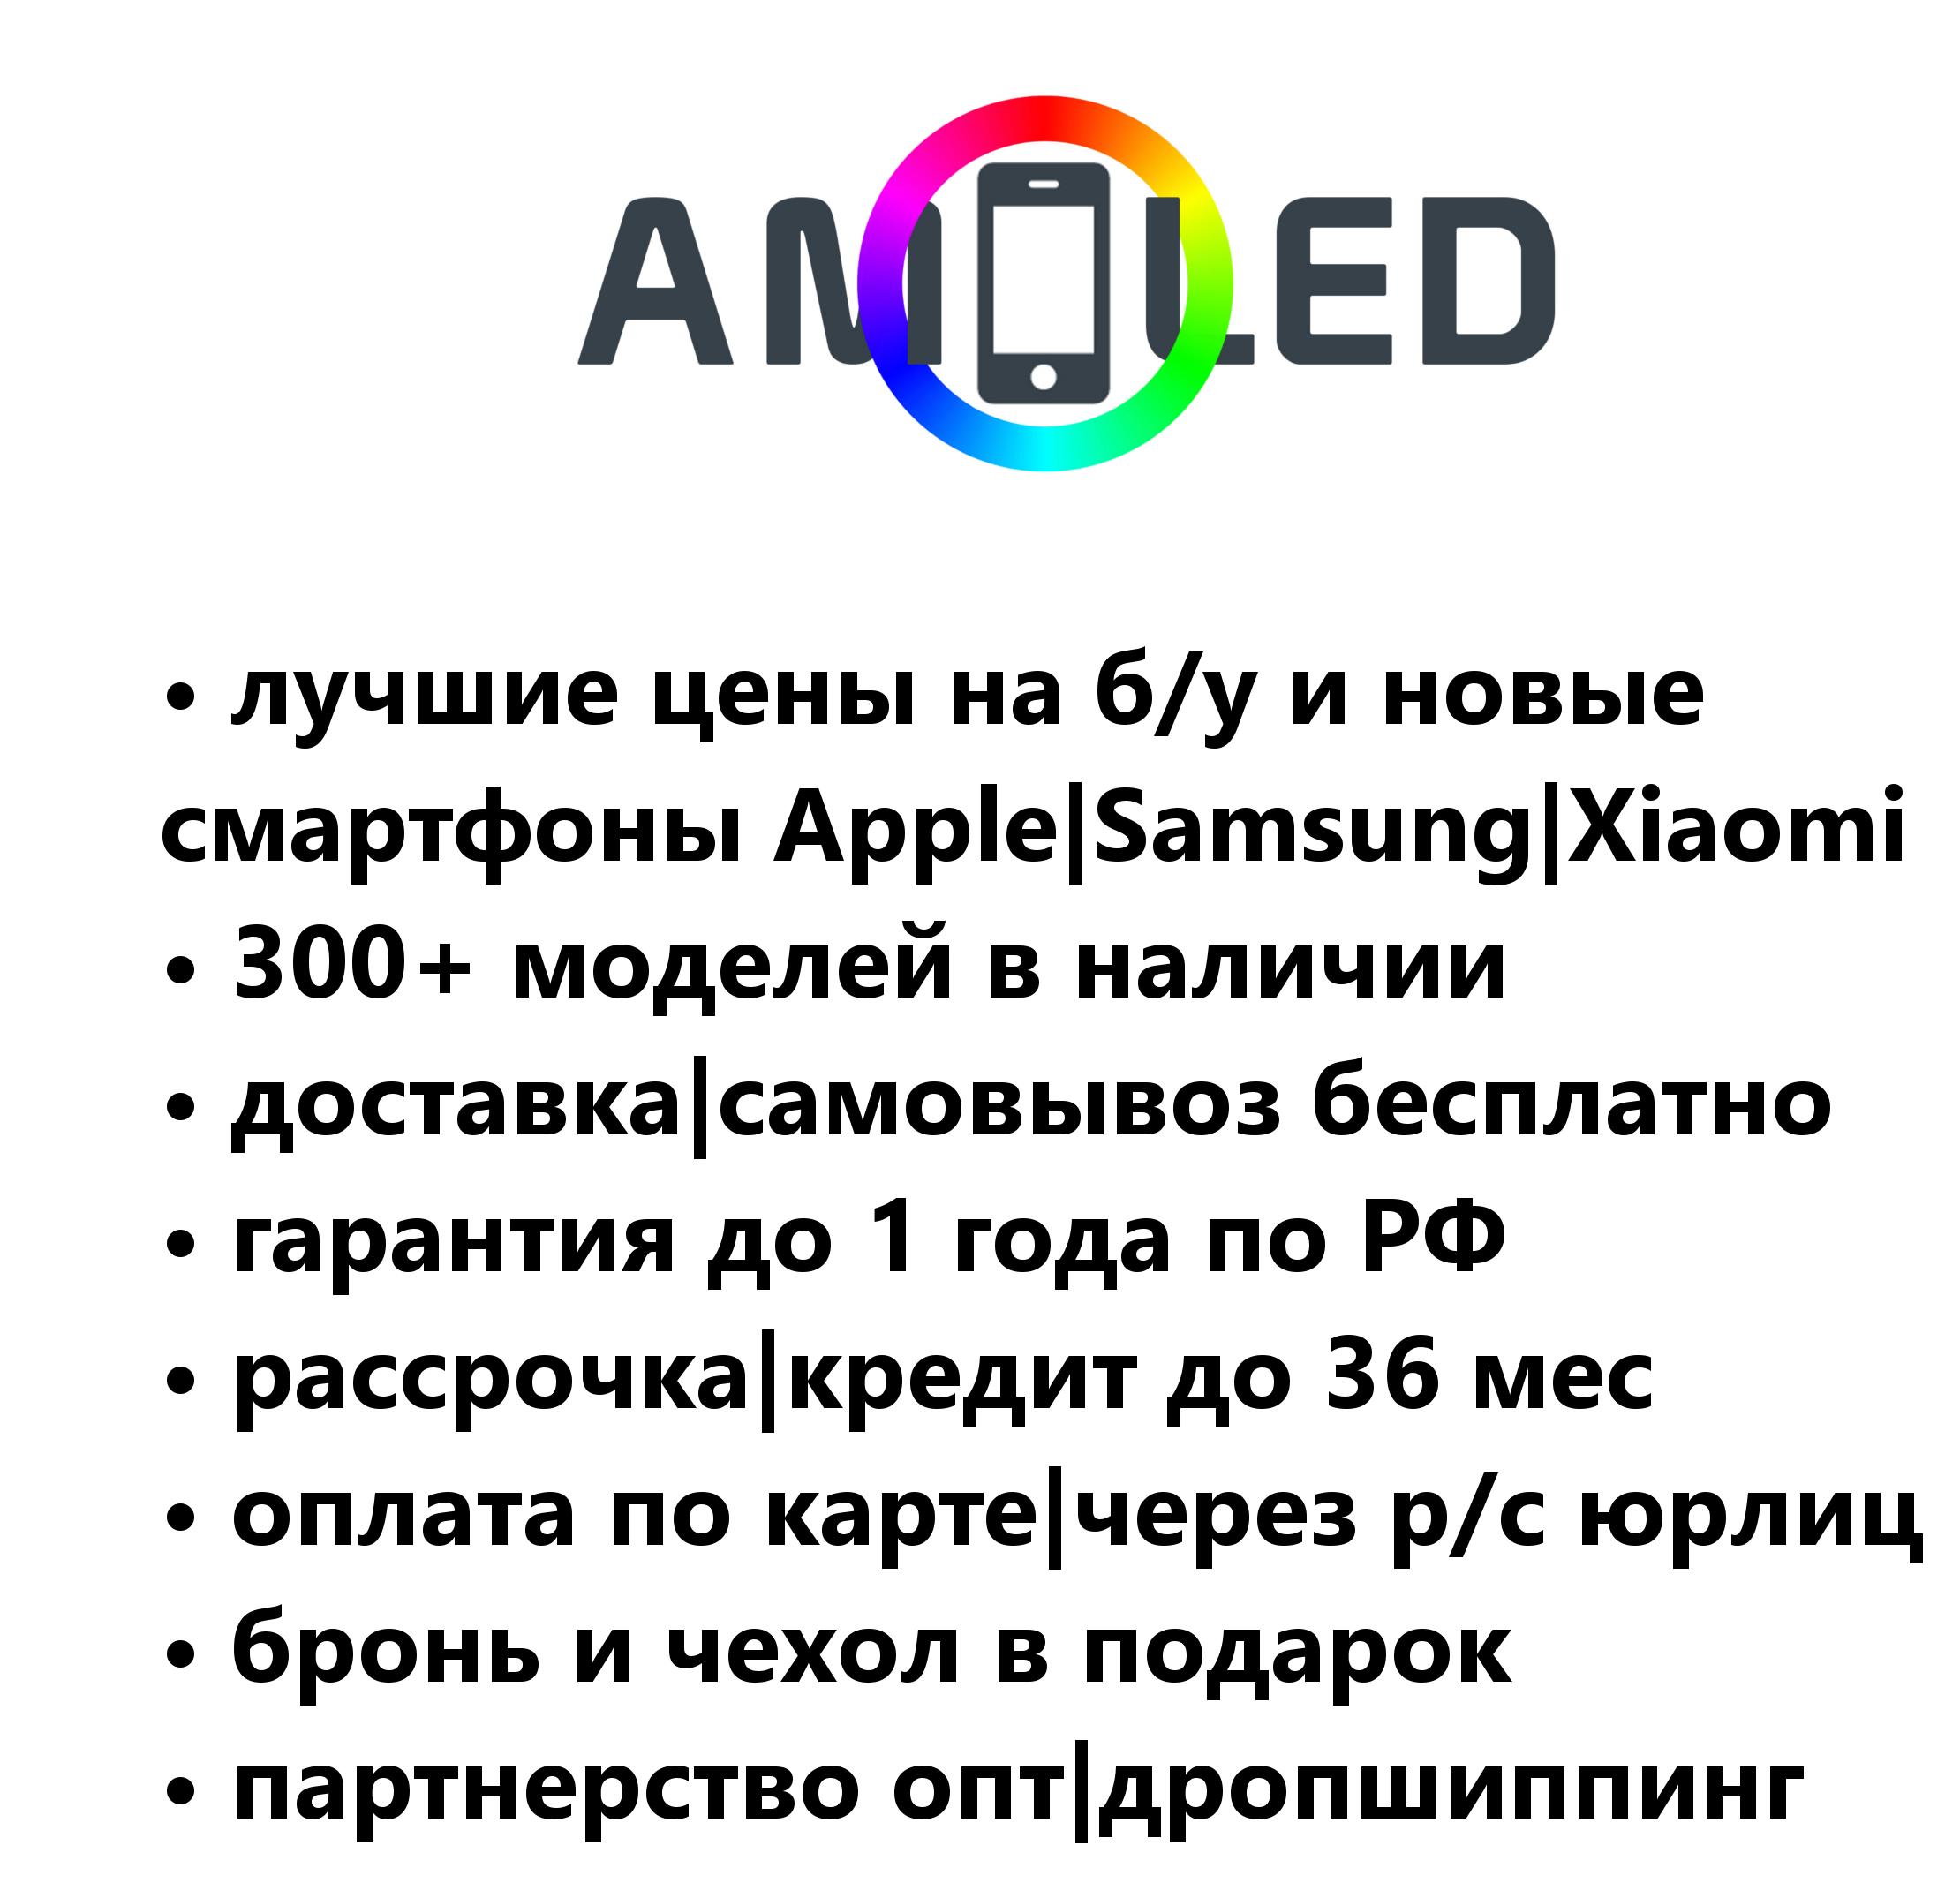 AMOLED
• лучшие цены на б/у и новые
смартфоны Apple|Samsung|Xiaomi
• 300+ моделей в наличии
• доставка|самовывоз бесплатно
• гарантия до 1 года по РФ
• рассрочка|кредит до 36 мес
• оплата по карте|через р/с юрлиц
• бронь и чехол в подарок
• партнерство опт|дропшиппинг